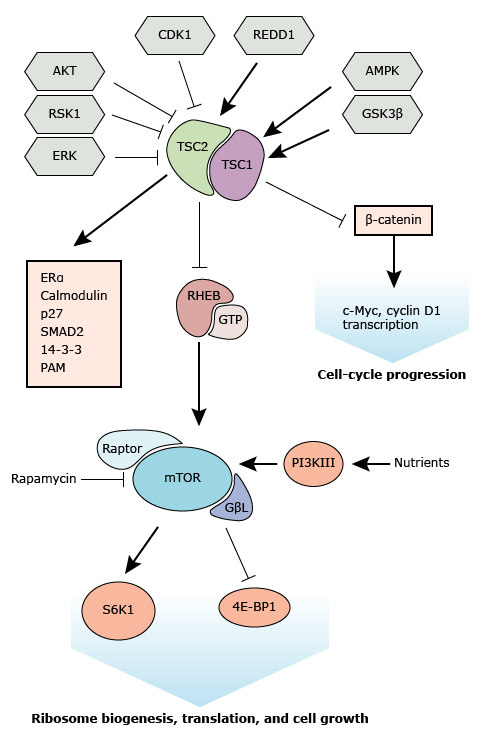 CDK1
REDD1
AKT
AMPK
RSK1
GSK3β
ERK
TSC2
TSC1
β-catenin
ERα
Calmodulin
p27
SMAD2
14-3-3
PAM
RHEB
GTP
c-Myc, cyclin D1
transcription
Cell-cycle progression
Raptor
Rapamycin
mTOR
PI3KIII
Nutrients
GβL
S6K1
4E-BP1
Ribosome biogenesis, translation, and cell growth